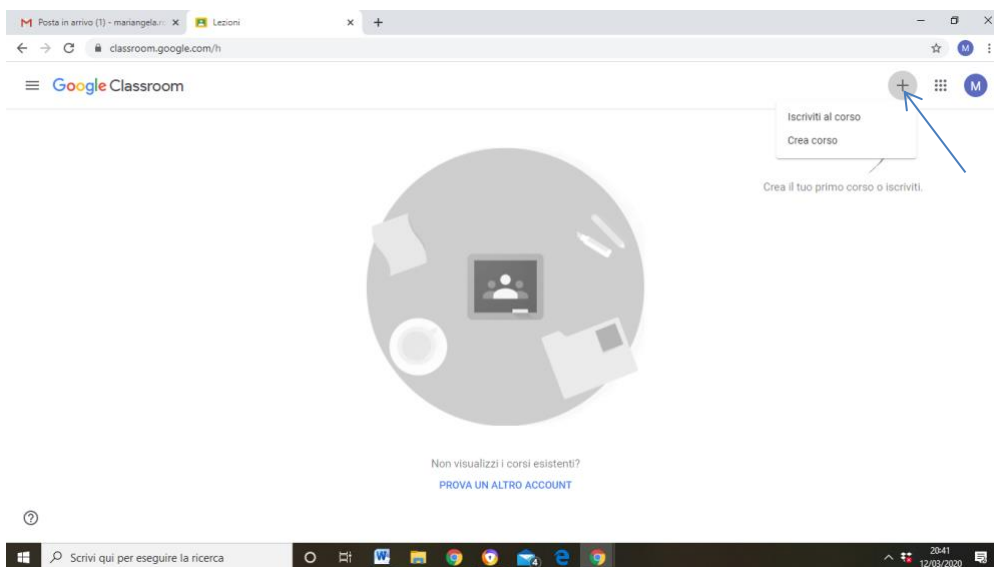 Posta in arrivo (1) - mariangela.r
Lezioni
classroom.google.com/h
M
Google Classroom
M
Iscriviti al corso
Crea corso
Crea il tuo primo corso o iscriviti.
Non visualizzi i corsi esistenti?
PROVA UN ALTRO ACCOUNT
Scrivi qui per eseguire la ricerca
20:41
12/03/2020